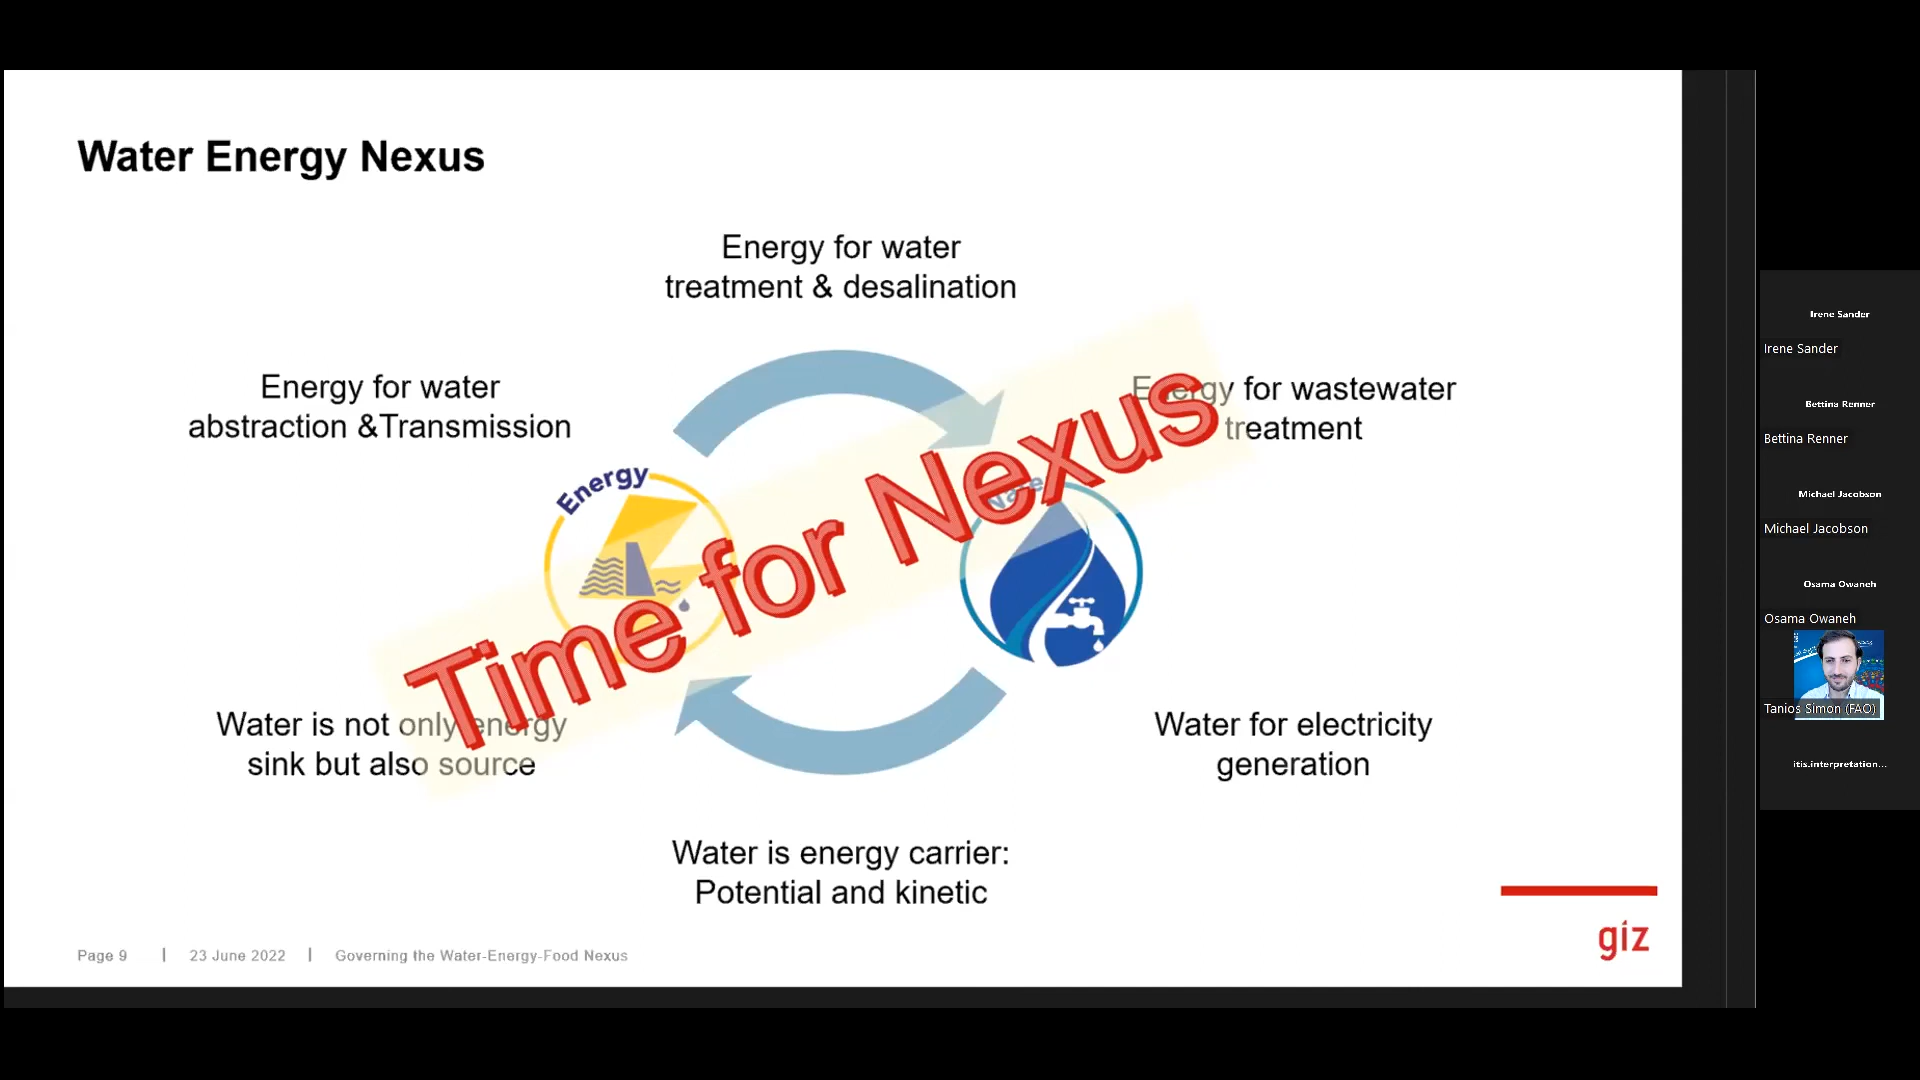 Water Energy Nexus
Energy for water
treatment & desalination
Energy for water
abstraction &Transmission
Energy for wastewater
treatment
Energy
Water
Time for Nexus
Water is not only energy
sink but also source
Water for electricity
generation
Water is energy carrier:
Potential and kinetic
giz
Page 9 | 23 June 2022 | Governing the Water-Energy-Food Nexus
Irene Sander
Irene Sander
Bettina Renner
Bettina Renner
Michael Jacobson
Michael Jacobson
Osama Owaneh
Osama Owaneh
Tanios Simon (FAO)
itis.interpretation...